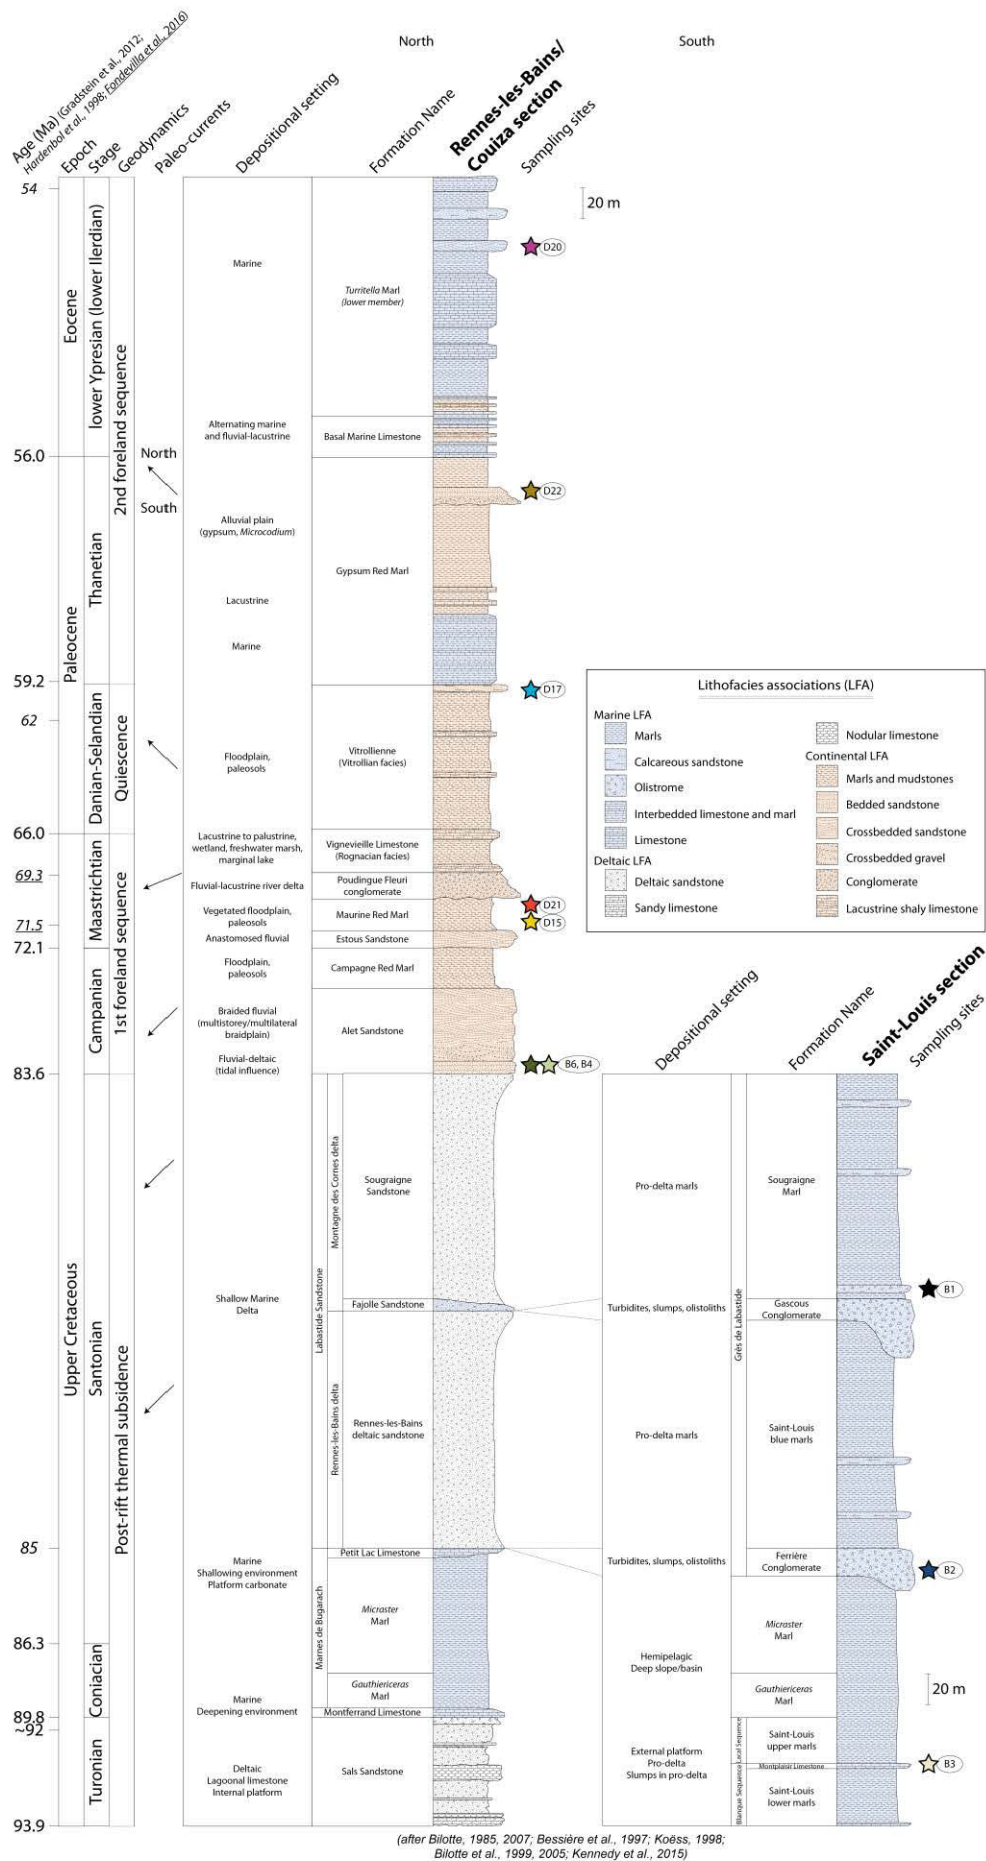 North
South
Age (Ma) (Gradstein et al., 2012;
Hardenbol et al., 1998; Fondevilla et al., 2016)
Epoch
Stage
Geodynamics
Paleo-currents
Depositional setting
Formation Name
Rennes-les-Bains/
Couiza section
Sampling sites
54
20 m
D20
Eocene
lower Ypresian (lower Ilerdian)
Marine
Turritella Marl
(lower member)
2nd foreland sequence
Alternating marine
and fluvial-lacustrine
Basal Marine Limestone
56.0
North
South
D22
Paleocene
Thanetian
Alluvial plain
(gypsum, Microcodium)
Gypsum Red Marl
Lacustrine
Marine
59.2
D17
62
Danian-Selandian
Quiescence
Floodplain,
paleosols
Vitrollienne
(Vitrollian facies)
66.0
Lacustrine to palustrine,
wetland, freshwater marsh,
marginal lake
Vignevieille Limestone
(Rognacian facies)
69.3
Maastrichtian
1st foreland sequence
Fluvial-lacustrine river delta
Poudingue Fleuri
conglomerate
D21
Vegetated floodplain,
paleosols
Maurine Red Marl
D15
71.5
Anastomosed fluvial
Estous Sandstone
72.1
Campanian
Floodplain,
paleosols
Campagne Red Marl
Braided fluvial
(multistorey/multilateral
braidplain)
Alet Sandstone
Fluvial-deltaic
(tidal influence)
B6, B4
83.6
Lithofacies associations (LFA)
Marine LFA
Marls
Calcareous sandstone
Olistrome
Interbedded limestone and marl
Limestone
Deltaic LFA
Deltaic sandstone
Sandy limestone
Nodular limestone
Continental LFA
Marls and mudstones
Bedded sandstone
Crossbedded sandstone
Crossbedded gravel
Conglomerate
Lacustrine shaly limestone
Depositional setting
Formation Name
Saint-Louis section
Sampling sites
Upper Cretaceous
Santonian
Post-rift thermal subsidence
Shallow Marine
Delta
Labastide Sandstone
Montagne des Cornes delta
Sougraigne
Sandstone
Fajolle Sandstone
Rennes-les-Bains delta
Rennes-les-Bains
deltaic sandstone
Pro-delta marls
Grès de Labastide
Sougraigne
Marl
B1
Turbidites, slumps, olistoliths
Gascous
Conglomerate
Pro-delta marls
Saint-Louis
blue marls
85
Marine
Shallowing environment
Platform carbonate
Petit Lac Limestone
Turbidites, slumps, olistoliths
Ferrière
Conglomerate
B2
Marnes de Bugarach
Micraster
Marl
Micraster
Marl
86.3
Coniacian
Hemipelagic
Deep slope/basin
Gauthiericeras
Marl
Gauthiericeras
Marl
20 m
Marine
Deepening environment
Montferrand Limestone
89.8
~92
Turonian
Deltaic
Lagoonal limestone
Internal platform
Sals Sandstone
External platform
Pro-delta
Slumps in pro-delta
Blanque Sequence
Lacal Sequence
Saint-Louis
upper marls
Montplaisir Limestone
B3
Saint-Louis
lower marls
93.9
(after Bilotte, 1985, 2007; Bessière et al., 1997; Koëss, 1998;
Bilotte et al., 1999, 2005; Kennedy et al., 2015)